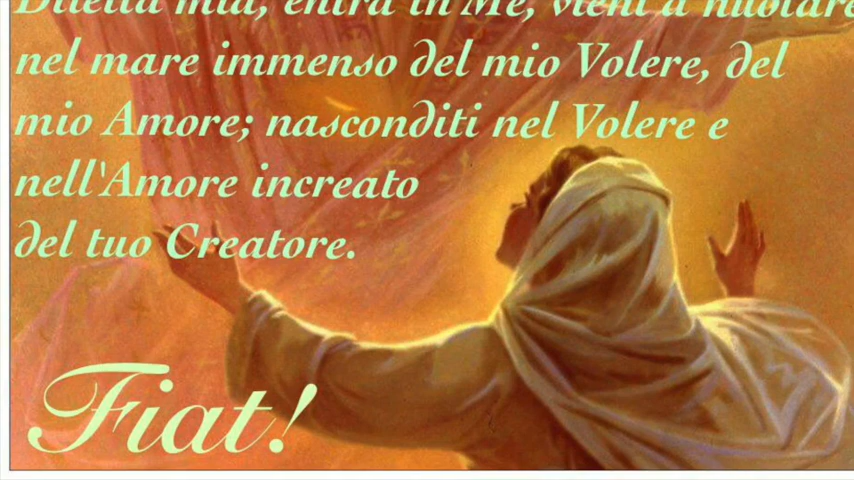 Diletta mia, entra in Me, vieni a nuotare
nel mare immenso del mio Volere, del
mio Amore; nasconditi nel Volere e
nell'Amore increato
del tuo Creatore.
Fiat!